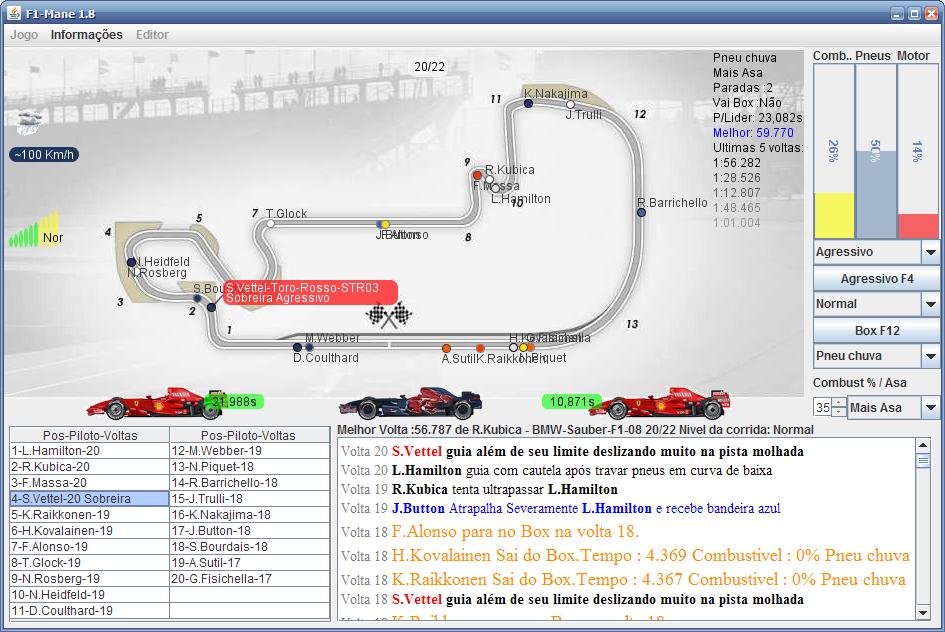 F1-Mane 1.8
Jogo Informações Editor
20/22
Pneu chuva
Mais Asa
Paradas :2
Vai Box :Não
P/Lider: 23,082s
Melhor: 59.770
Ultimas 5 voltas:
1:56.282
1:28.526
1:12.807
1:48.465
1:01.004
Comb.. Pneus Motor
26%
50%
14%
~100 Km/h
Nor
11
K.Nakajima
J.Trulli
12
9
R.Kubica
F.Massa
L.Hamilton
10
R.Barrichello
7
T.Glock
5
4
8
N.Rosberg
3
2
S.Vettel-Toro-Rosso-STR03
Sobreira Agressivo
1
13
M.Webber
D.Coulthard
A.Sutil
K.Raikkonen
N.Piquet
Agressivo
Agressivo F4
Normal
Box F12
Pneu chuva
Combust % / Asa
35
Mais Asa
21,988s
10,871s
Pos-Piloto-Voltas
1-L.Hamilton-20
2-R.Kubica-20
3-F.Massa-20
4-S.Vettel-20 Sobreira
5-K.Raikkonen-19
6-H.Kovalainen-19
7-F.Alonso-19
8-T.Glock-19
9-N.Rosberg-19
10-N.Heidfeld-19
11-D.Coulthard-19
Pos-Piloto-Voltas
12-M.Webber-19
13-N.Piquet-18
14-R.Barrichello-18
15-J.Trulli-18
16-K.Nakajima-18
17-J.Button-18
18-S.Bourdais-18
19-A.Sutil-17
20-G.Fisichella-17
Melhor Volta :56.787 de R.Kubica - BMW-Sauber-F1-08 20/22 Nivel da corrida: Normal
Volta 20 S.Vettel guia além de seu limite deslizando muito na pista molhada
Volta 20 L.Hamilton guia com cautela após travar pneus em curva de baixa
Volta 19 R.Kubica tenta ultrapassar L.Hamilton
Volta 19 J.Button Atrapalha Severamente L.Hamilton e recebe bandeira azul
Volta 18 F.Alonso para no Box na volta 18.
Volta 18 H.Kovalainen Sai do Box.Tempo : 4.369 Combustivel : 0% Pneu chuva
Volta 18 K.Raikkonen Sai do Box.Tempo : 4.367 Combustivel : 0% Pneu chuva
Volta 18 S.Vettel guia além de seu limite deslizando muito na pista molhada